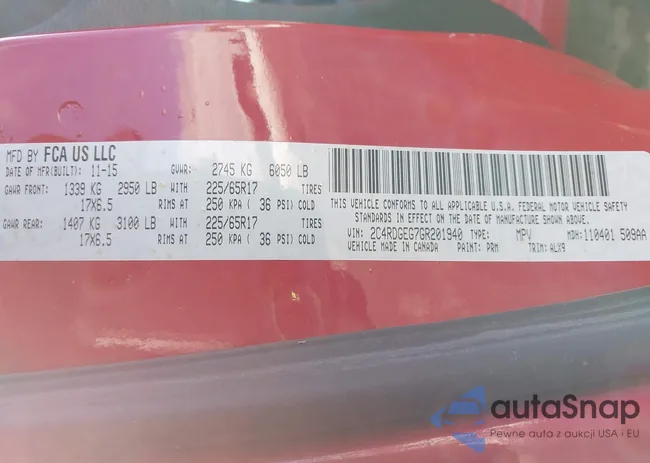 MFD BY FCA US LLC
DATE OF MFR(BUILT): 11-15 GVWR: 2745 KG 6050 LB
GAWR FRONT: 1339 KG 2950 LB WITH 225/65R17 TIRES
17X6.5 RIMS AT 250 KPA ( 36 PSI) COLD
GAWR REAR: 1407 KG 3100 LB WITH 225/65R17 TIRES
17X6.5 RIMS AT 250 KPA ( 36 PSI) COLD
THIS VEHICLE CONFORMS TO ALL APPLICABLE U.S.A. FEDERAL MOTOR VEHICLE SAFETY
STANDARDS IN EFFECT ON THE DATE OF MANUFACTURE SHOWN ABOVE.
VIN: 2C4RDGEG7GR201940 TYPE: MPV MDH: 110401 509AA
VEHICLE MADE IN CANADA PAINT: PRM TRIM: ALX9
autaSnap
Pewne auta z aukcji USA i EU